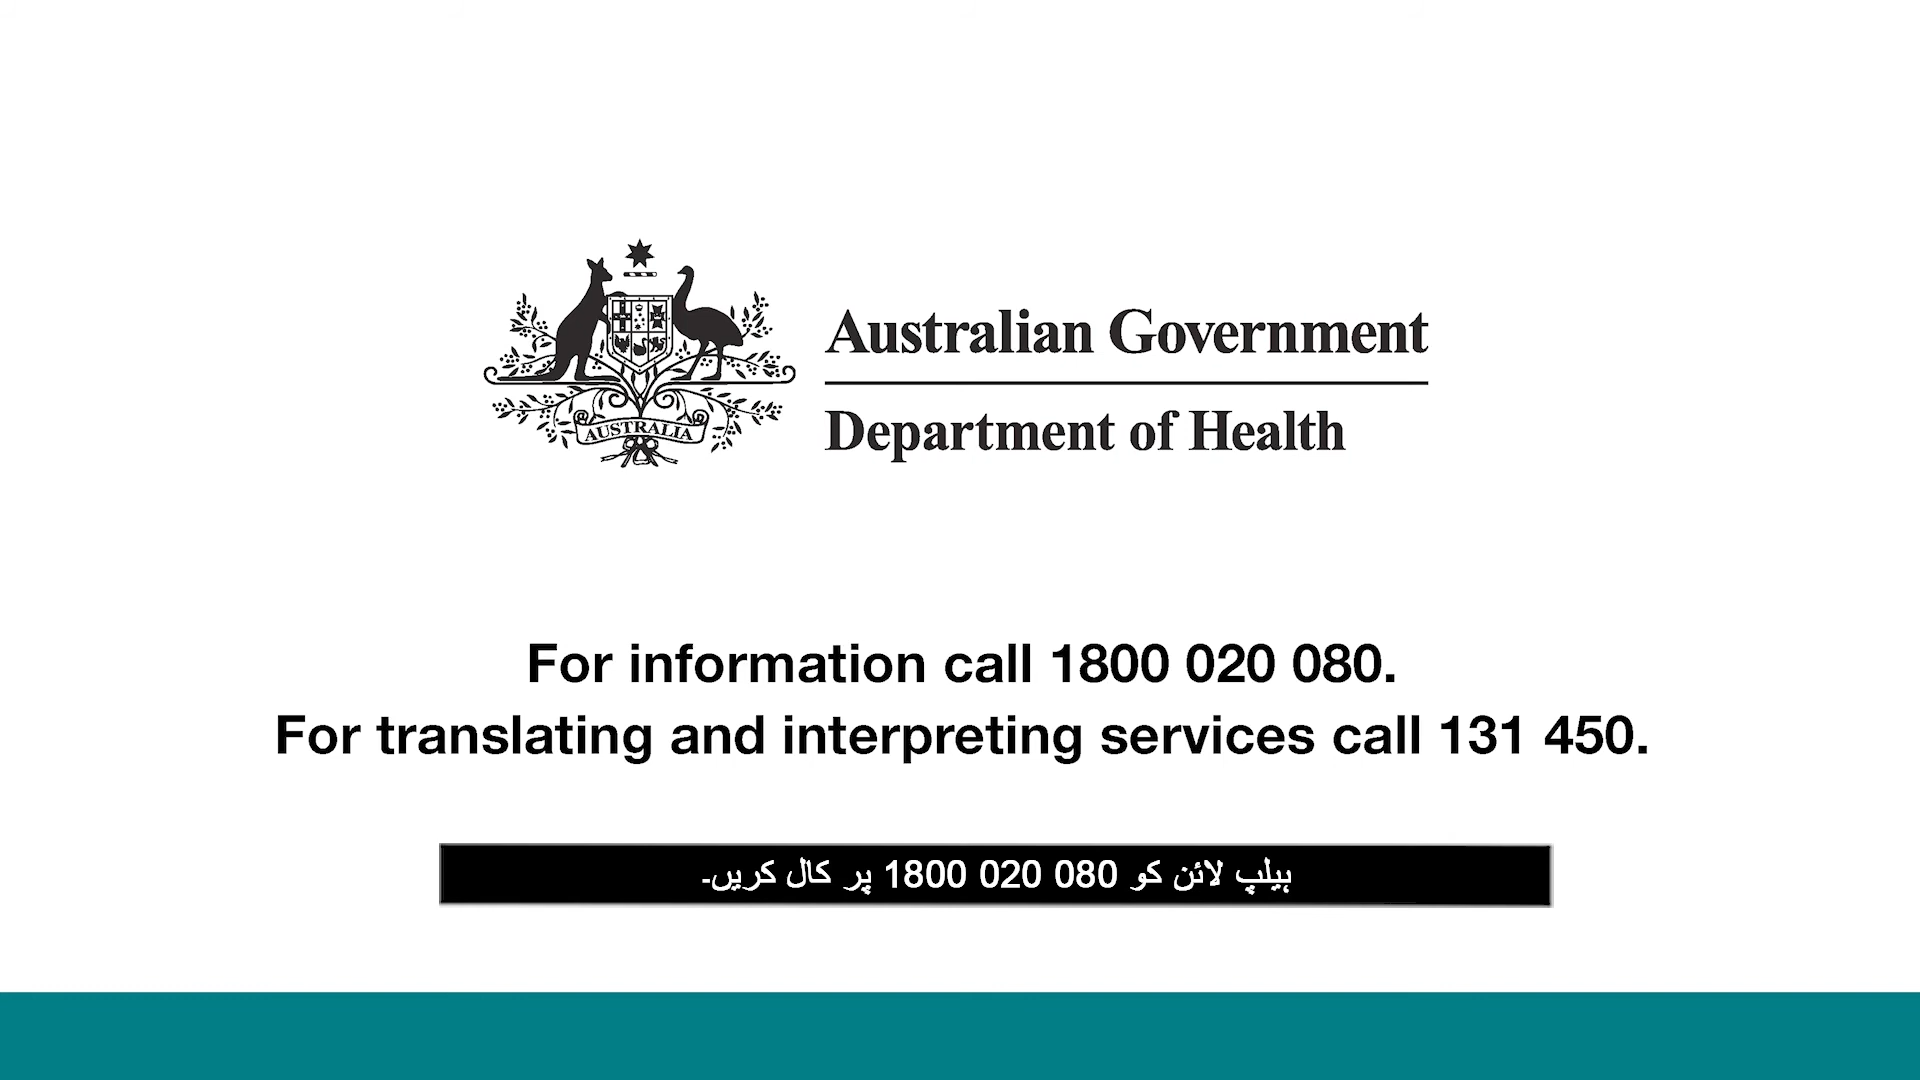 AUSTRALIA
Australian Government
Department of Health
For information call 1800 020 080.
For translating and interpreting services call 131 450.
ہیلپ لائن کو 080 020 1800 پر کال کریں۔